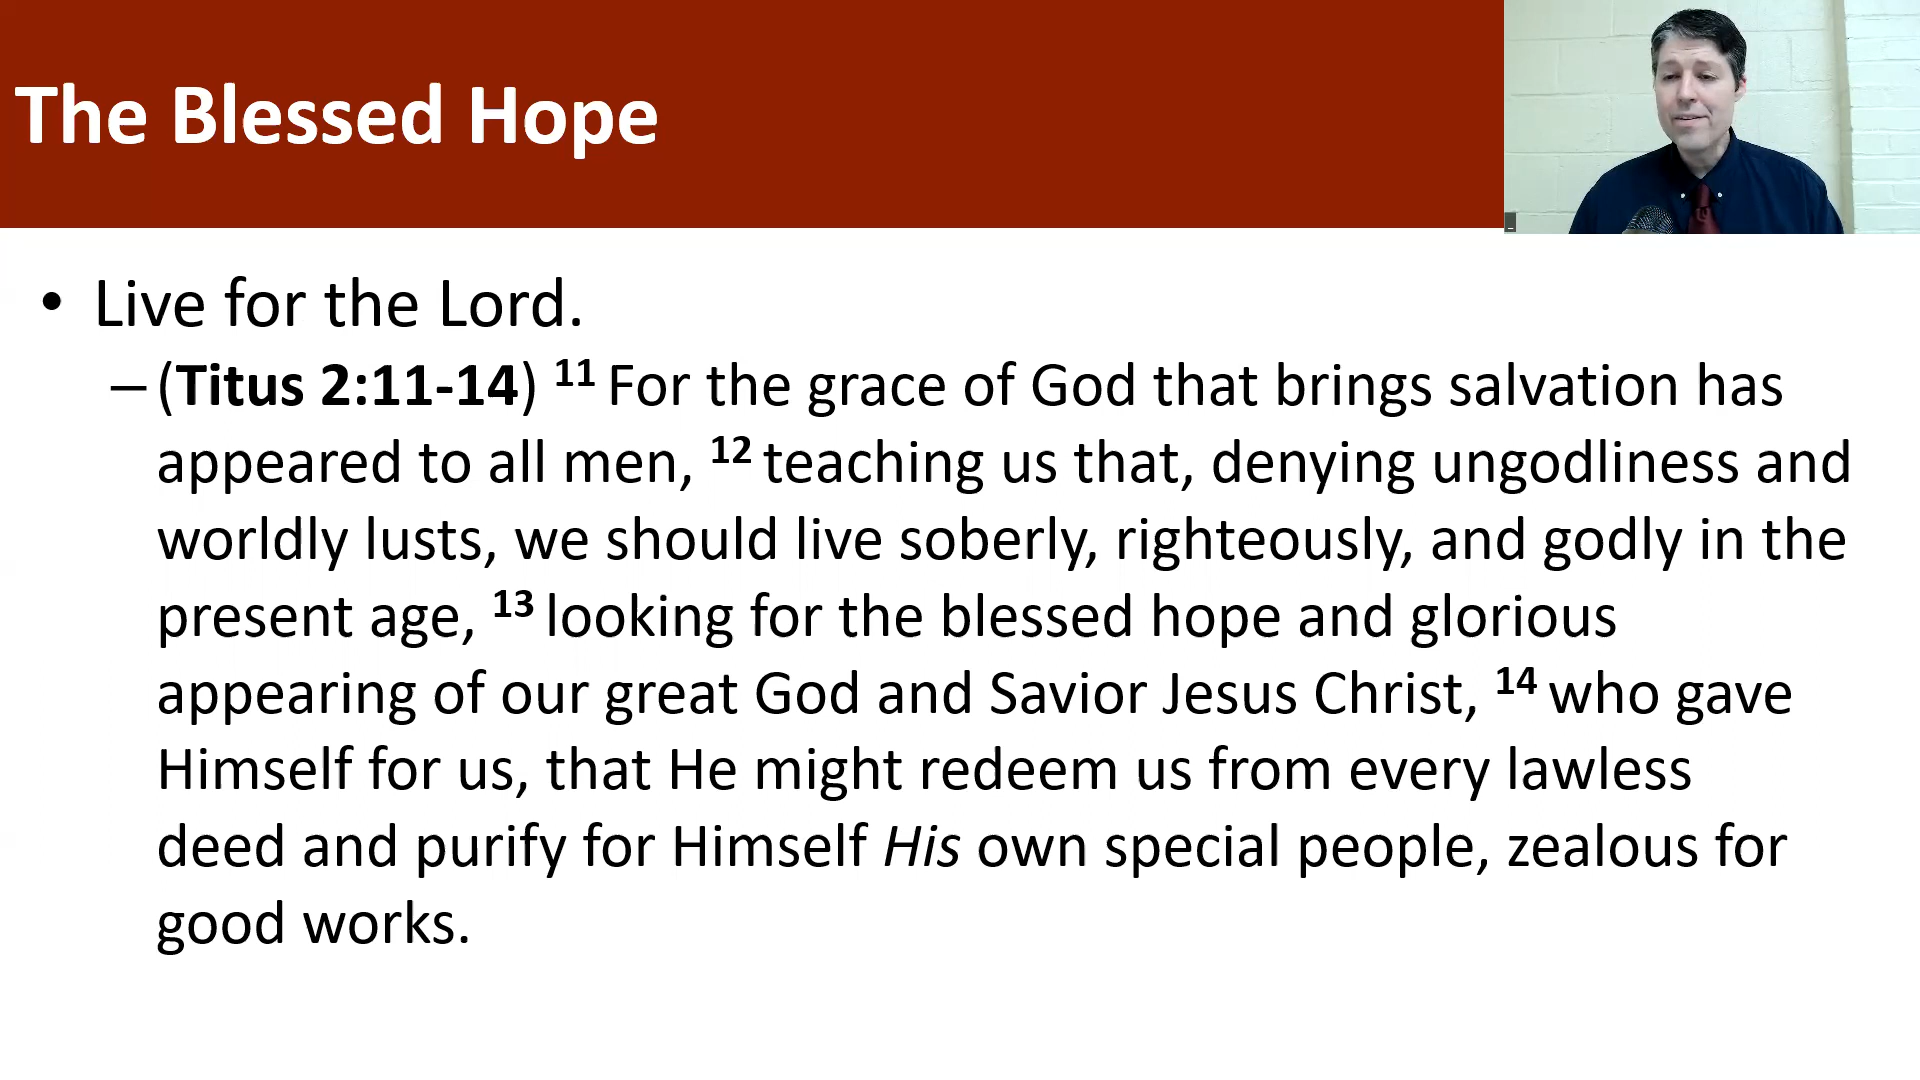 The Blessed Hope
• Live for the Lord.
– (Titus 2:11-14) 11 For the grace of God that brings salvation has
appeared to all men, 12 teaching us that, denying ungodliness and
worldly lusts, we should live soberly, righteously, and godly in the
present age, 13 looking for the blessed hope and glorious
appearing of our great God and Savior Jesus Christ, 14 who gave
Himself for us, that He might redeem us from every lawless
deed and purify for Himself His own special people, zealous for
good works.